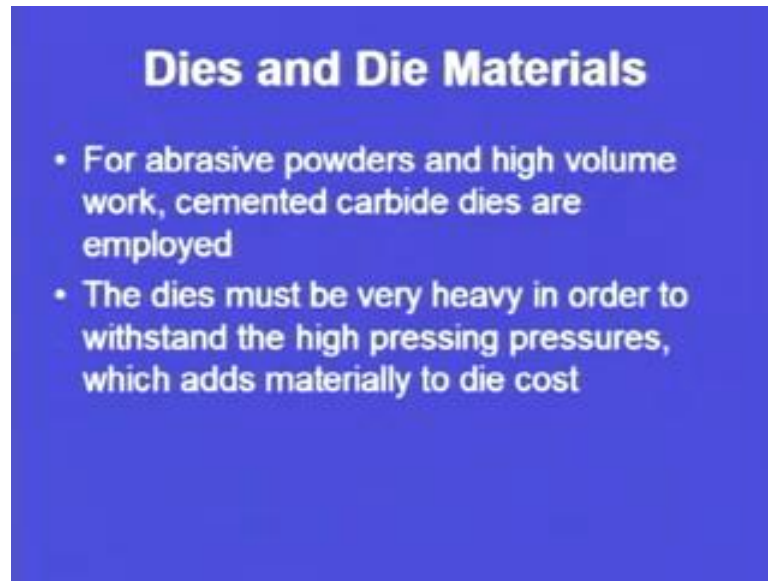 Dies and Die Materials
• For abrasive powders and high volume
work, cemented carbide dies are
employed
• The dies must be very heavy in order to
withstand the high pressing pressures,
which adds materially to die cost